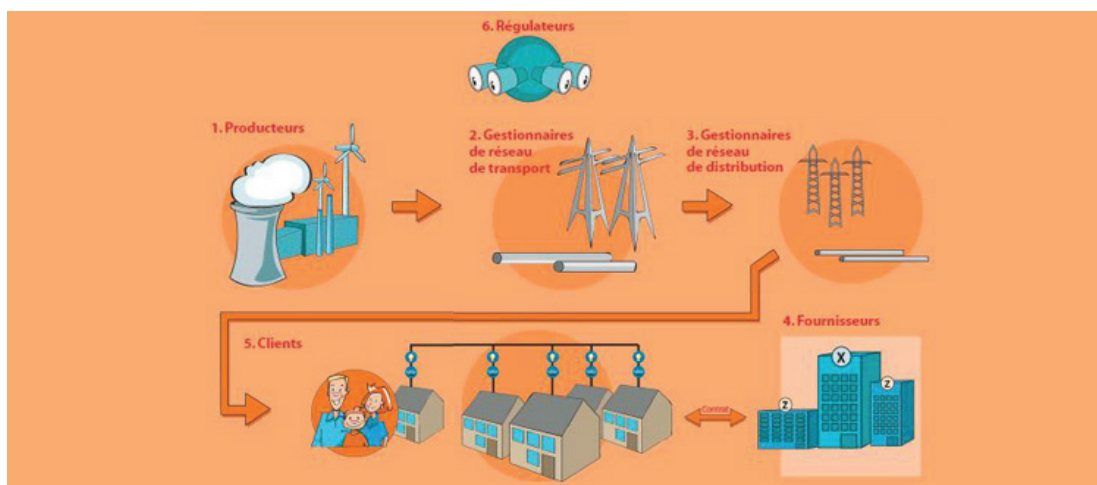 6. Régulateurs
1. Producteurs
2. Gestionnaires
de réseau
de transport
3. Gestionnaires
de réseau
de distribution
4. Fournisseurs
X
Z
Z
5. Clients
Contrat